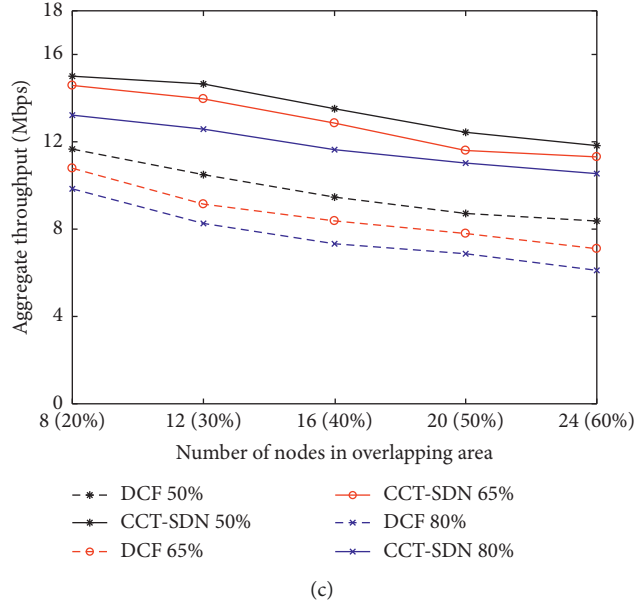 18
15
12
8
4
0
Aggregate throughput (Mbps)
8 (20%) 12 (30%) 16 (40%) 20 (50%) 24 (60%)
Number of nodes in overlapping area
DCF 50% CCT-SDN 65%
CCT-SDN 50% DCF 80%
DCF 65% CCT-SDN 80%
(c)